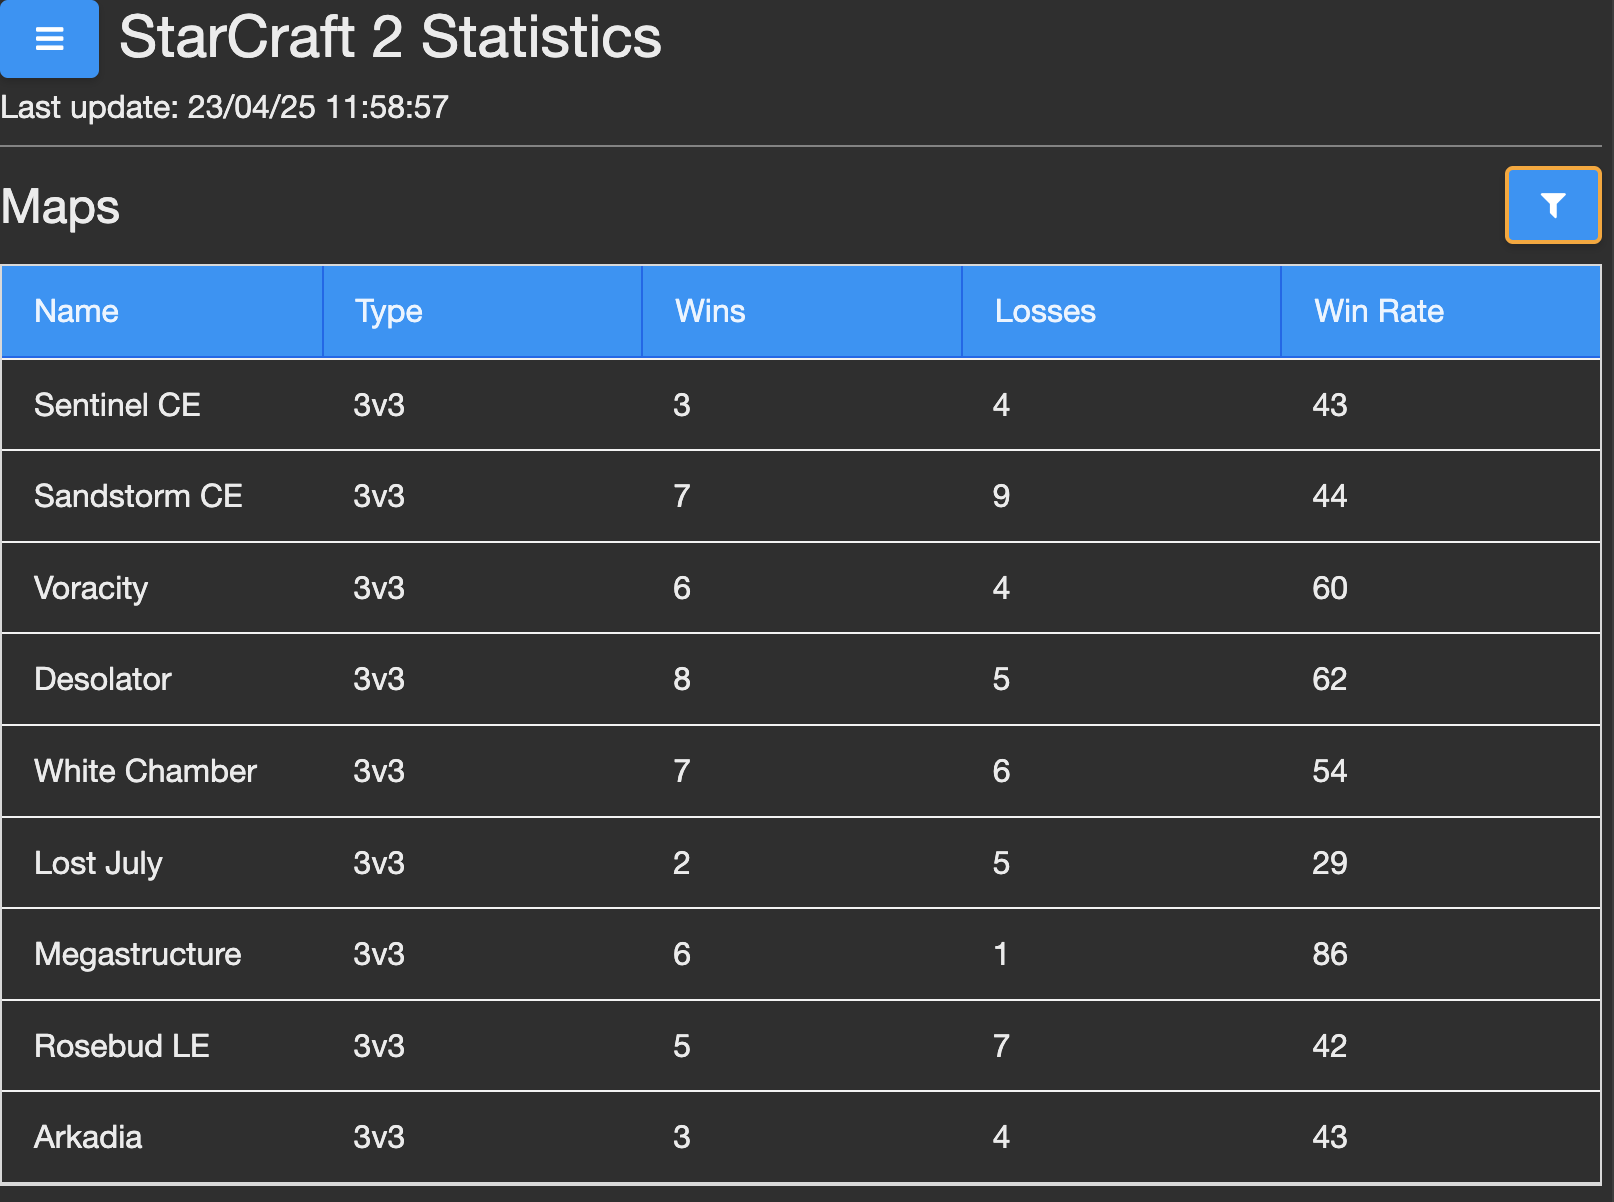 StarCraft 2 Statistics
Last update: 23/04/25 11:58:57
Maps
Name Type Wins Losses Win Rate
Sentinel CE 3v3 3 4 43
Sandstorm CE 3v3 7 9 44
Voracity 3v3 6 4 60
Desolator 3v3 8 5 62
White Chamber 3v3 7 6 54
Lost July 3v3 2 5 29
Megastructure 3v3 6 1 86
Rosebud LE 3v3 5 7 42
Arkadia 3v3 3 4 43